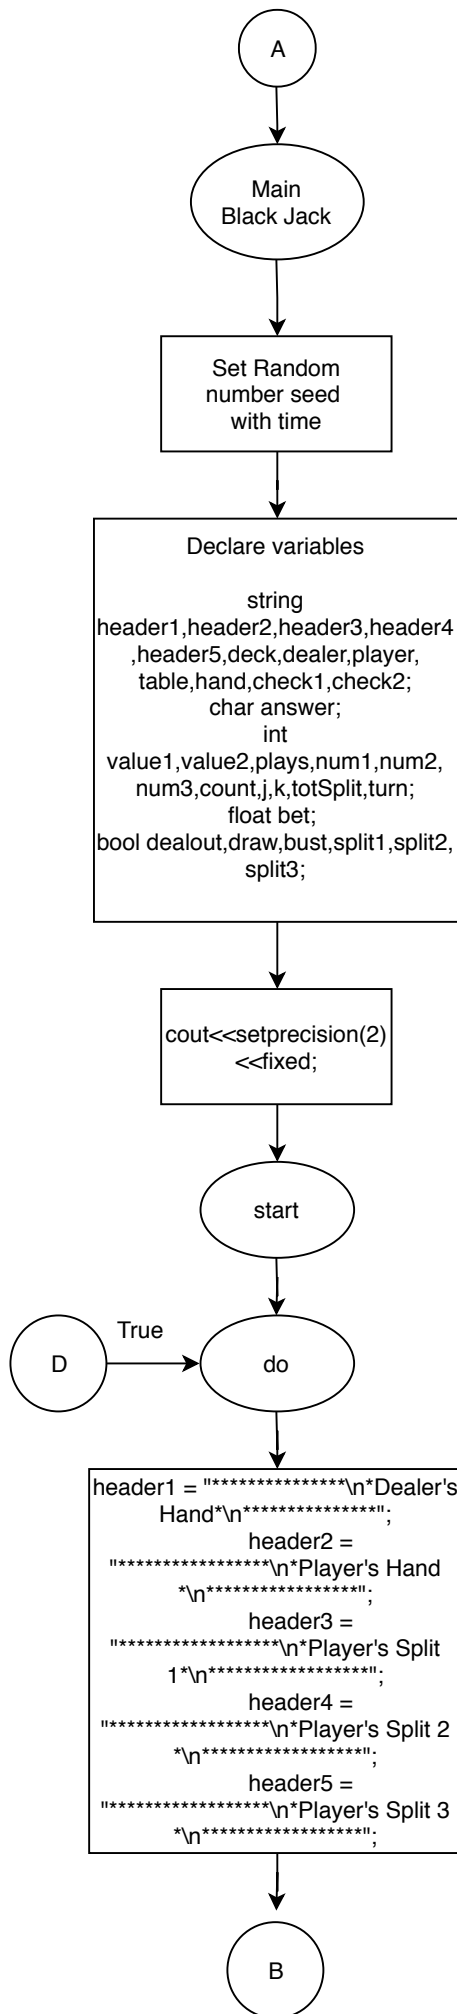 A
Main
Black Jack
Set Random
number seed
with time
Declare variables
string
header1,header2,header3,header4
,header5,deck,dealer,player,
table,hand,check1,check2;
char answer;
int
value1,value2,plays,num1,num2,
num3,count,j,k,totSplit,turn;
float bet;
bool dealout,draw,bust,split1,split2,
split3;
cout<<setprecision(2)
<<fixed;
start
True
D
do
header1 = "***************\n*Dealer's
Hand*\n***************";
header2 =
"*****************\n*Player's Hand
*\n*****************";
header3 =
"******************\n*Player's Split
1*\n******************";
header4 =
"******************\n*Player's Split 2
*\n******************";
header5 =
"******************\n*Player's Split 3
*\n******************";
B